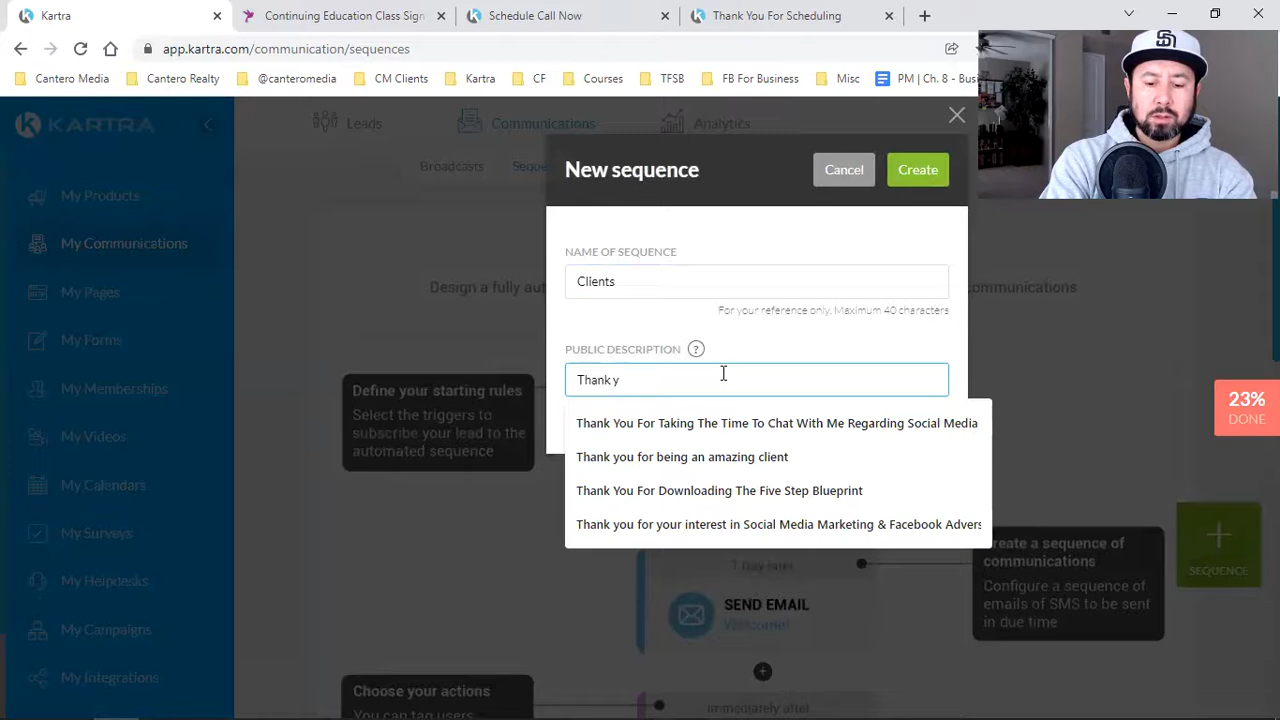 Kartra
Continuing Education Class Sign
Schedule Call Now
Thank You For Scheduling
app.kartra.com/communication/sequences
Cantero Media
Cantero Realty
@canteromedia
CM Clients
Kartra
CF
Courses
TFSB
FB For Business
Misc
PM | Ch. 8 - Busi
KARTRA
Leads
Communications
Analytics
My Products
My Communications
My Pages
My Forms
My Memberships
My Videos
My Calendars
My Surveys
My Helpdesks
My Campaigns
My Integrations
Broadcasts
Seque
New sequence
Cancel
Create
NAME OF SEQUENCE
Clients
For your reference only. Maximum 40 characters
PUBLIC DESCRIPTION ?
Thank y
Thank You For Taking The Time To Chat With Me Regarding Social Media
Thank you for being an amazing client
Thank You For Downloading The Five Step Blueprint
Thank you for your interest in Social Media Marketing & Facebook Advers
Design a fully au
ommunications
Define your starting rules
Select the triggers to
subscribe your lead to the
automated sequence
23%
DONE
1 Day later
SEND EMAIL
Welcome!
Create a sequence of
communications
Configure a sequence of
emails of SMS to be sent
in due time
SEQUENCE
Choose your actions
You can tag users
immediately after
SD